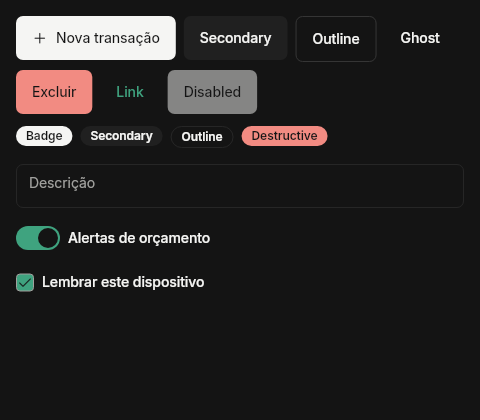 Nova transação Secondary Outline Ghost
Excluir Link Disabled
Badge Secondary Outline Destructive
Descrição
Alertas de orçamento
Lembrar este dispositivo